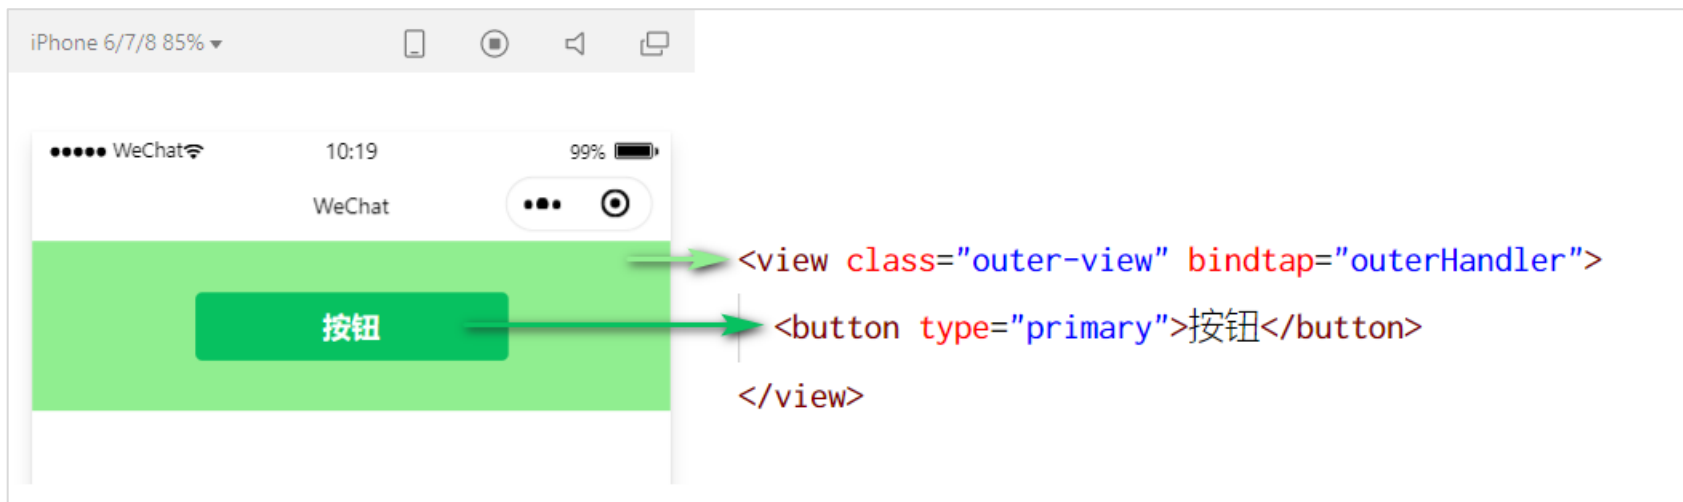 iPhone 6/7/8 85%
WeChat 10:19 99%
WeChat
按钮
<view class="outer-view" bindtap="outerHandler">
<button type="primary">按钮</button>
</view>